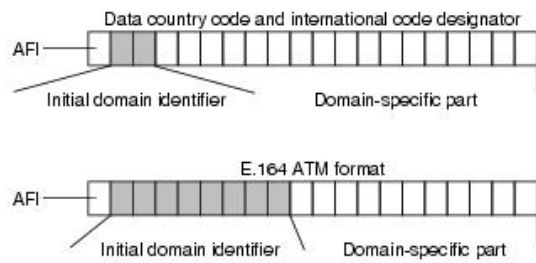 Data country code and international code designator
AFI
Initial domain identifier Domain-specific part
E.164 ATM format
AFI
Initial domain identifier Domain-specific part